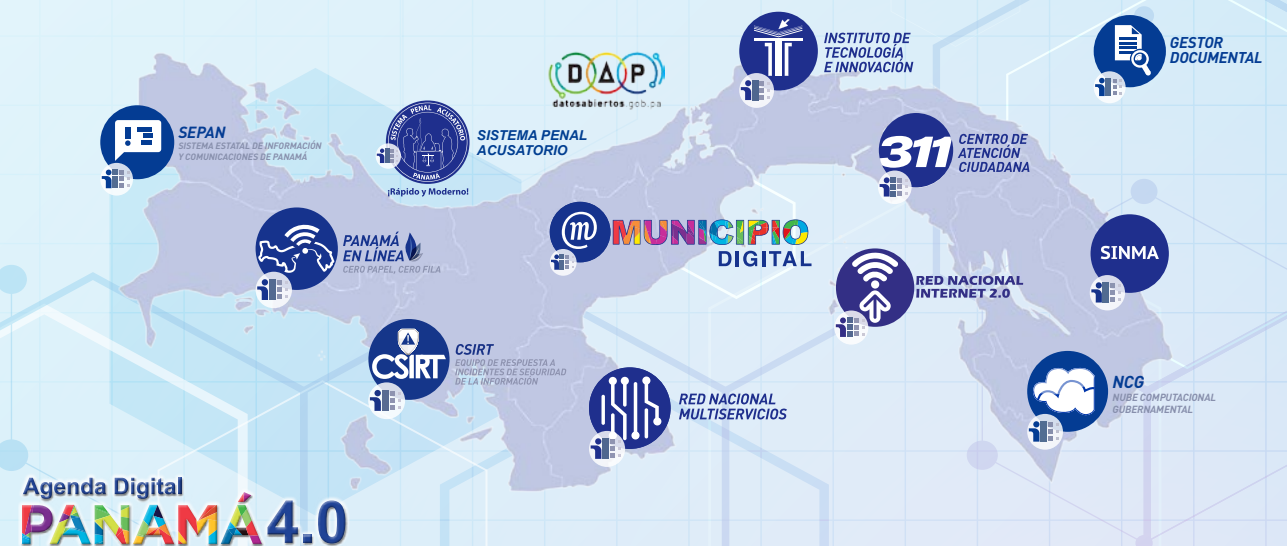 SEPAN
SISTEMA ESTATAL DE INFORMACIÓN
Y COMUNICACIONES DE PANAMÁ
SISTEMA PENAL ACUSATORIO
PANAMÁ
¡Rápido y Moderno!
SISTEMA PENAL
ACUSATORIO
DAP
datosabiertos.gob.pa
INSTITUTO DE
TECNOLOGÍA
E INNOVACIÓN
GESTOR
DOCUMENTAL
311
CENTRO DE
ATENCIÓN
CIUDADANA
PANAMÁ
EN LÍNEA
CERO PAPEL, CERO FILA
@m
MUNICIPIO
DIGITAL
SINMA
RED NACIONAL
INTERNET 2.0
CSIRT
CSIRT
EQUIPO DE RESPUESTA A
INCIDENTES DE SEGURIDAD
DE LA INFORMACIÓN
RED NACIONAL
MULTISERVICIOS
NCG
NUBE COMPUTACIONAL
GUBERNAMENTAL
Agenda Digital
PANAMÁ 4.0